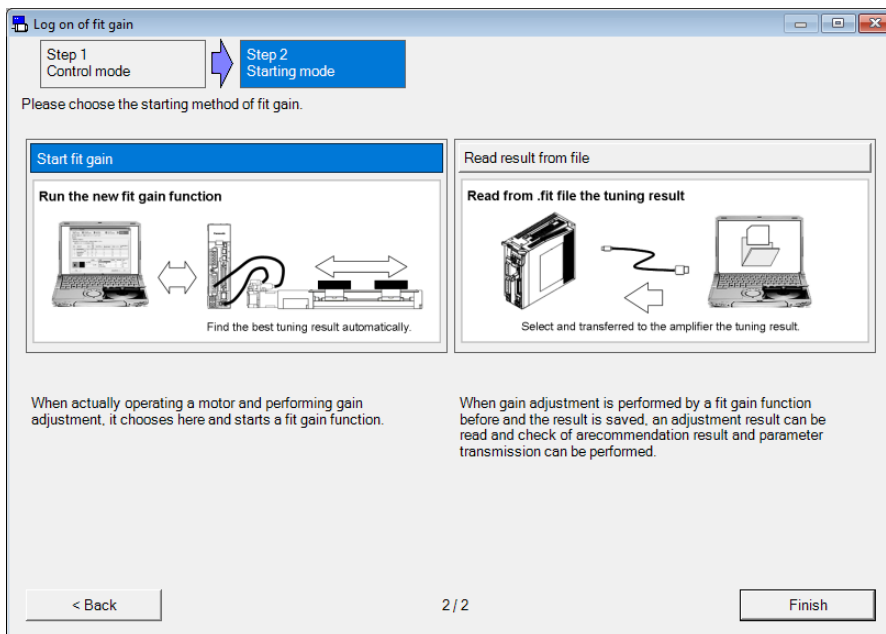 Log on of fit gain
Step 1
Control mode
Step 2
Starting mode
Please choose the starting method of fit gain.
Start fit gain
Run the new fit gain function
Find the best tuning result automatically.
When actually operating a motor and performing gain
adjustment, it chooses here and starts a fit gain function.
Read result from file
Read from .fit file the tuning result
Select and transferred to the amplifier the tuning result.
When gain adjustment is performed by a fit gain function
before and the result is saved, an adjustment result can be
read and check of arecommendation result and parameter
transmission can be performed.
< Back
2 / 2
Finish